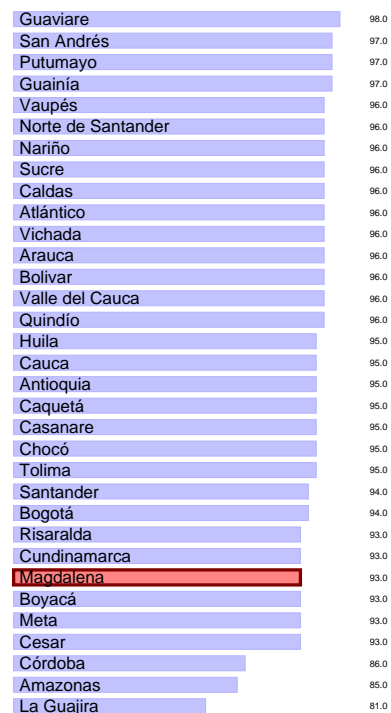 Guaviare 98.0
San Andrés 97.0
Putumayo 97.0
Guainía 97.0
Vaupés 96.0
Norte de Santander 96.0
Nariño 96.0
Sucre 96.0
Caldas 96.0
Atlántico 96.0
Vichada 96.0
Arauca 96.0
Bolivar 96.0
Valle del Cauca 96.0
Quindío 96.0
Huila 95.0
Cauca 95.0
Antioquia 95.0
Caquetá 95.0
Casanare 95.0
Chocó 95.0
Tolima 95.0
Santander 94.0
Bogotá 94.0
Risaralda 93.0
Cundinamarca 93.0
Magdalena 93.0
Boyacá 93.0
Meta 93.0
Cesar 93.0
Córdoba 86.0
Amazonas 85.0
La Guajira 81.0